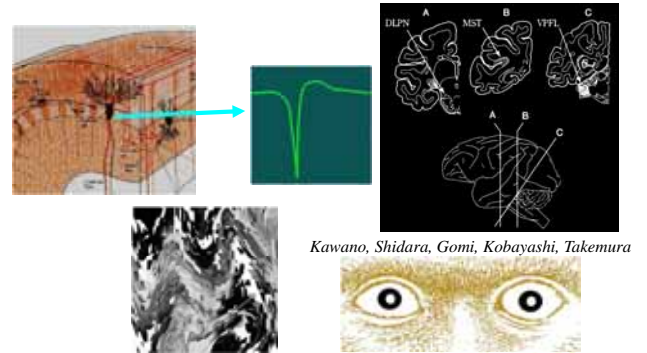 A
B
C
DLPN
MST
VPFL
A
B
C
Kawano, Shidara, Gomi, Kobayashi, Takemura